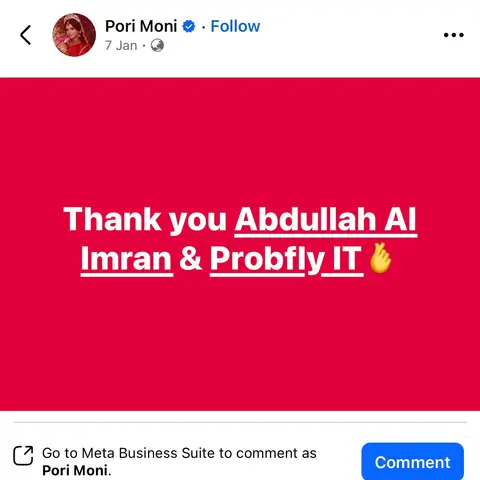 Pori Moni · Follow
7 Jan ·
Thank you Abdullah Al
Imran & Probfly IT🫰
Go to Meta Business Suite to comment as
Pori Moni.
Comment